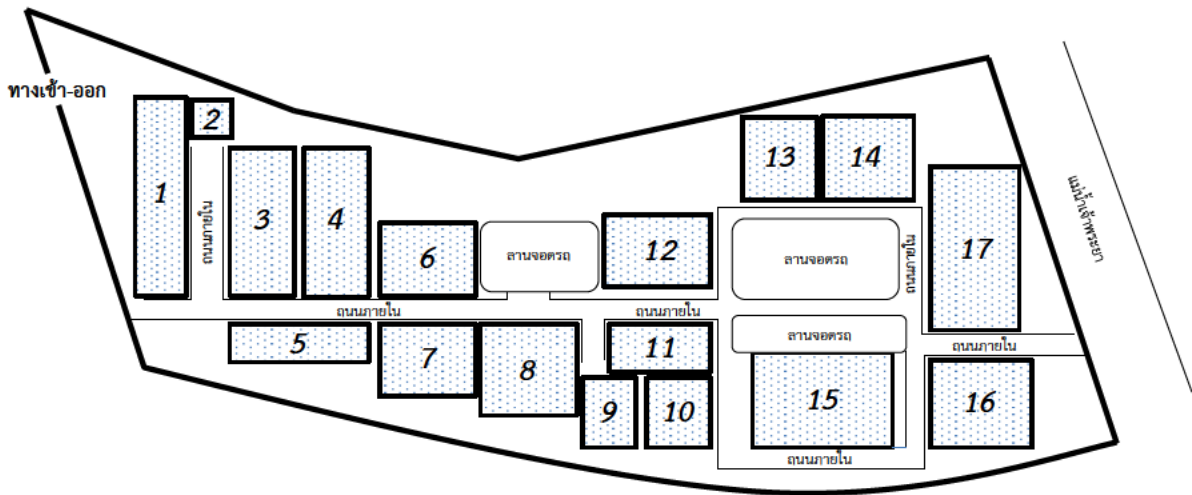 ทางเข้า-ออก
1
2
3
4
5
6
7
8
9
10
11
12
13
14
15
16
17
ถนนภายใน
ถนนภายใน
ถนนภายใน
ถนนภายใน
ถนนภายใน
ถนนภายใน
ลานจอดรถ
ลานจอดรถ
ลานจอดรถ
แม่น้ำเจ้าพระยา